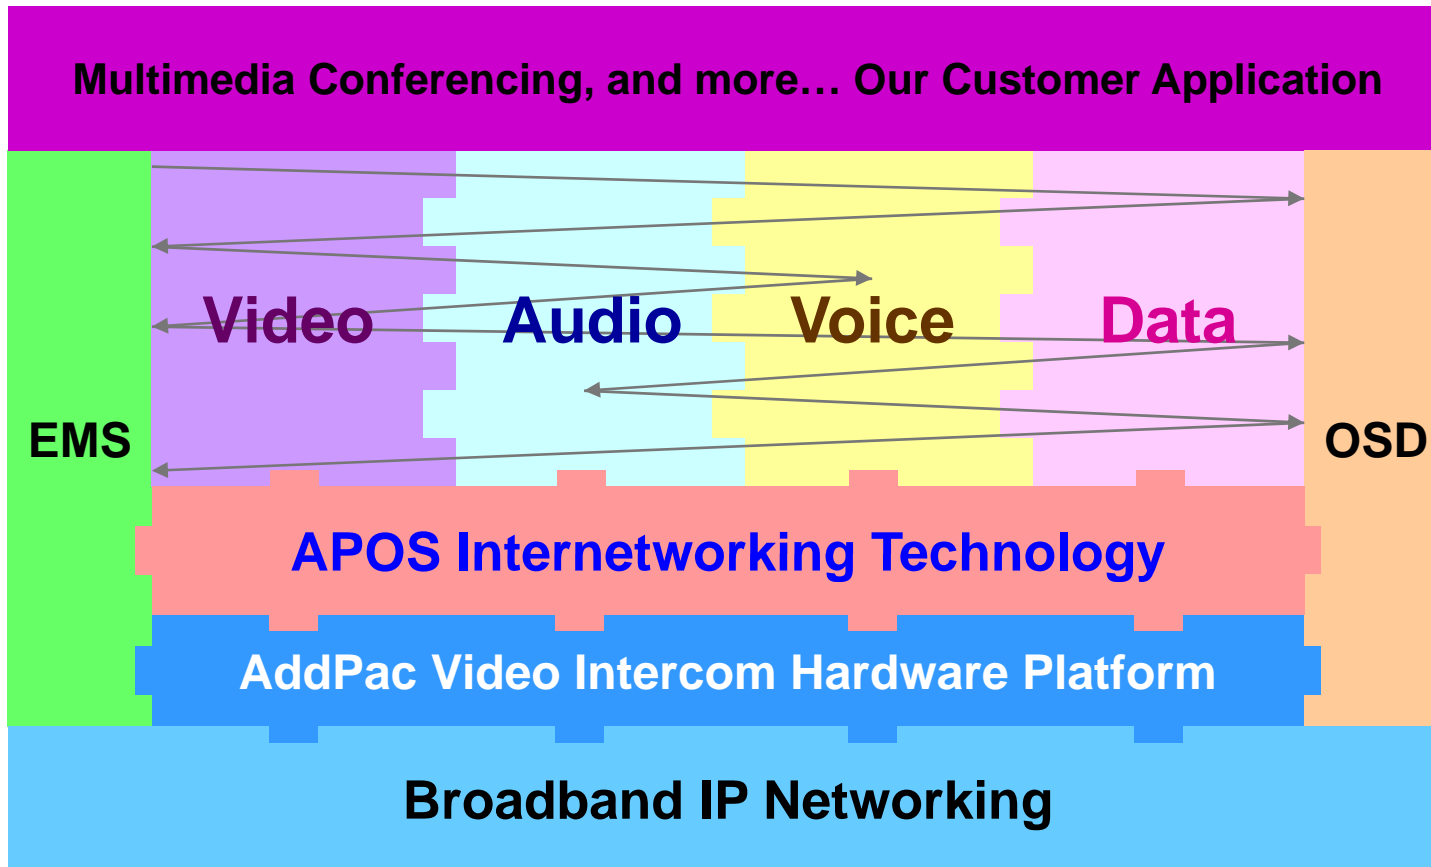 Multimedia Conferencing, and more… Our Customer Application
Video Audio Voice Data
EMS
OSD
APOS Internetworking Technology
AddPac Video Intercom Hardware Platform
Broadband IP Networking